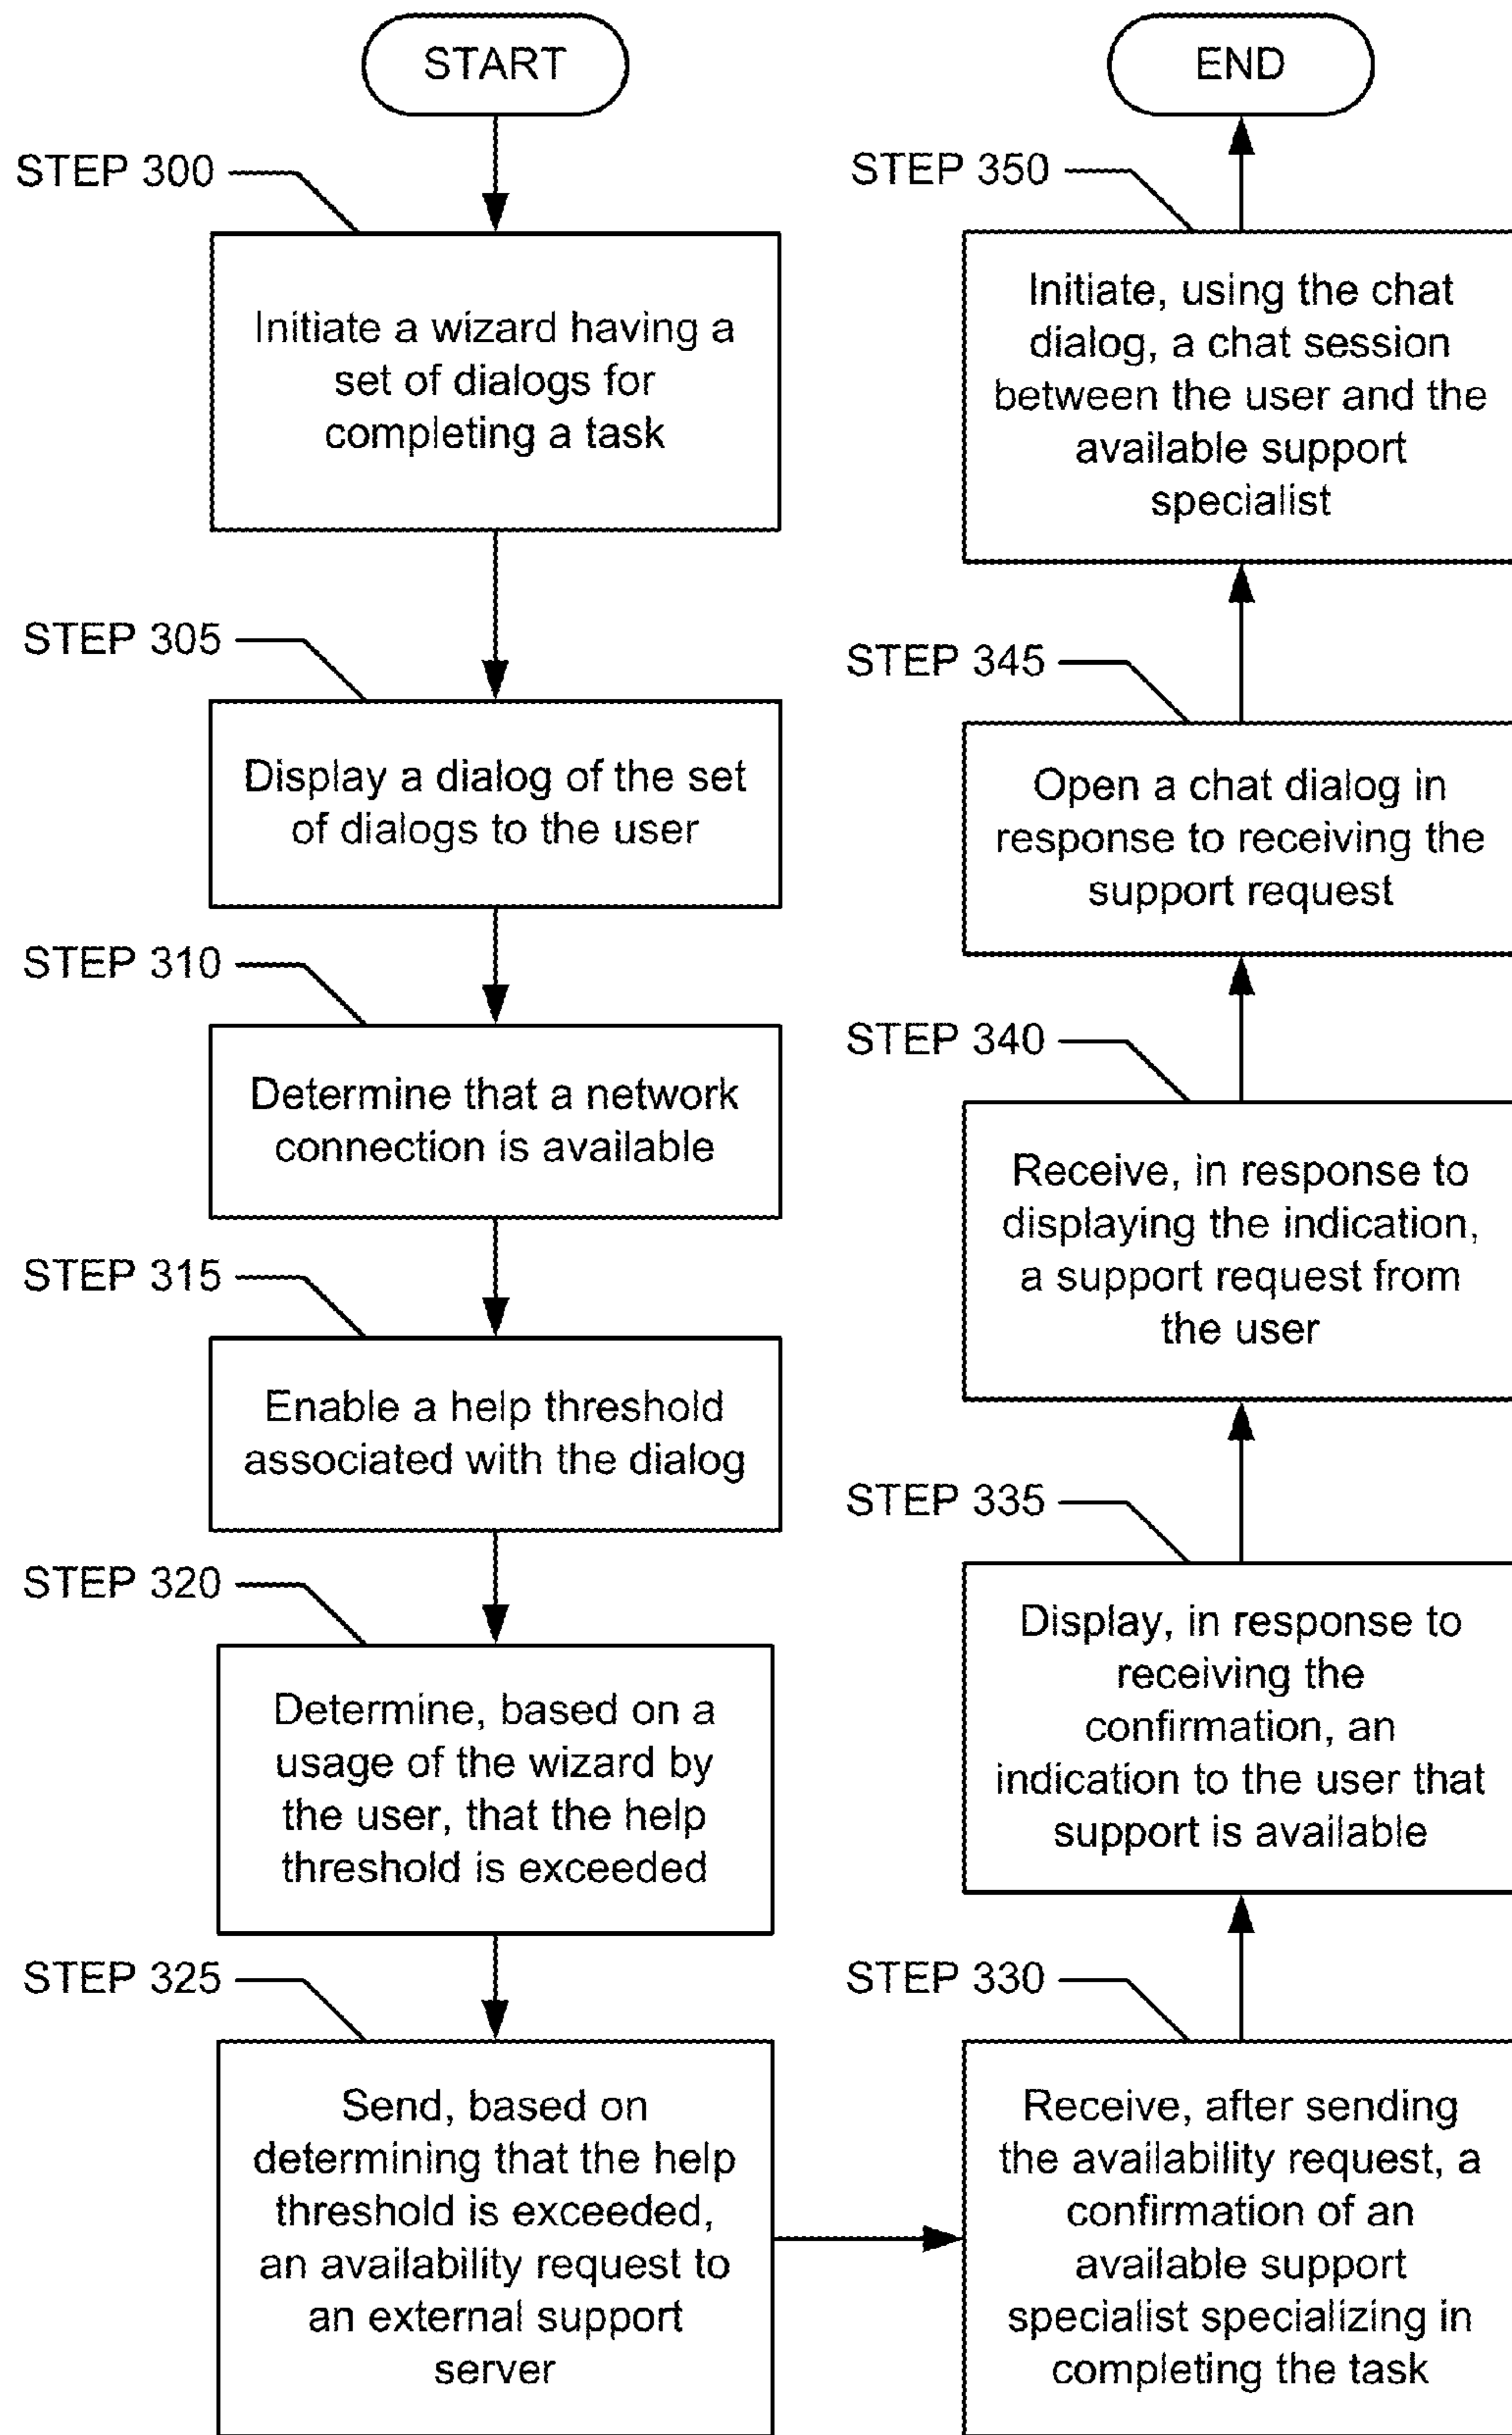 START
STEP 300
Initiate a wizard having a
set of dialogs for
completing a task
STEP 305
Display a dialog of the set
of dialogs to the user
STEP 310
Determine that a network
connection is available
STEP 315
Enable a help threshold
associated with the dialog
STEP 320
Determine, based on a
usage of the wizard by
the user, that the help
threshold is exceeded
STEP 325
Send, based on
determining that the help
threshold is exceeded,
an availability request to
an external support
server
STEP 330
Receive, after sending
the availability request, a
confirmation of an
available support
specialist specializing in
completing the task
STEP 335
Display, in response to
receiving the
confirmation, an
indication to the user that
support is available
STEP 340
Receive, in response to
displaying the indication,
a support request from
the user
STEP 345
Open a chat dialog in
response to receiving the
support request
STEP 350
Initiate, using the chat
dialog, a chat session
between the user and the
available support
specialist
END